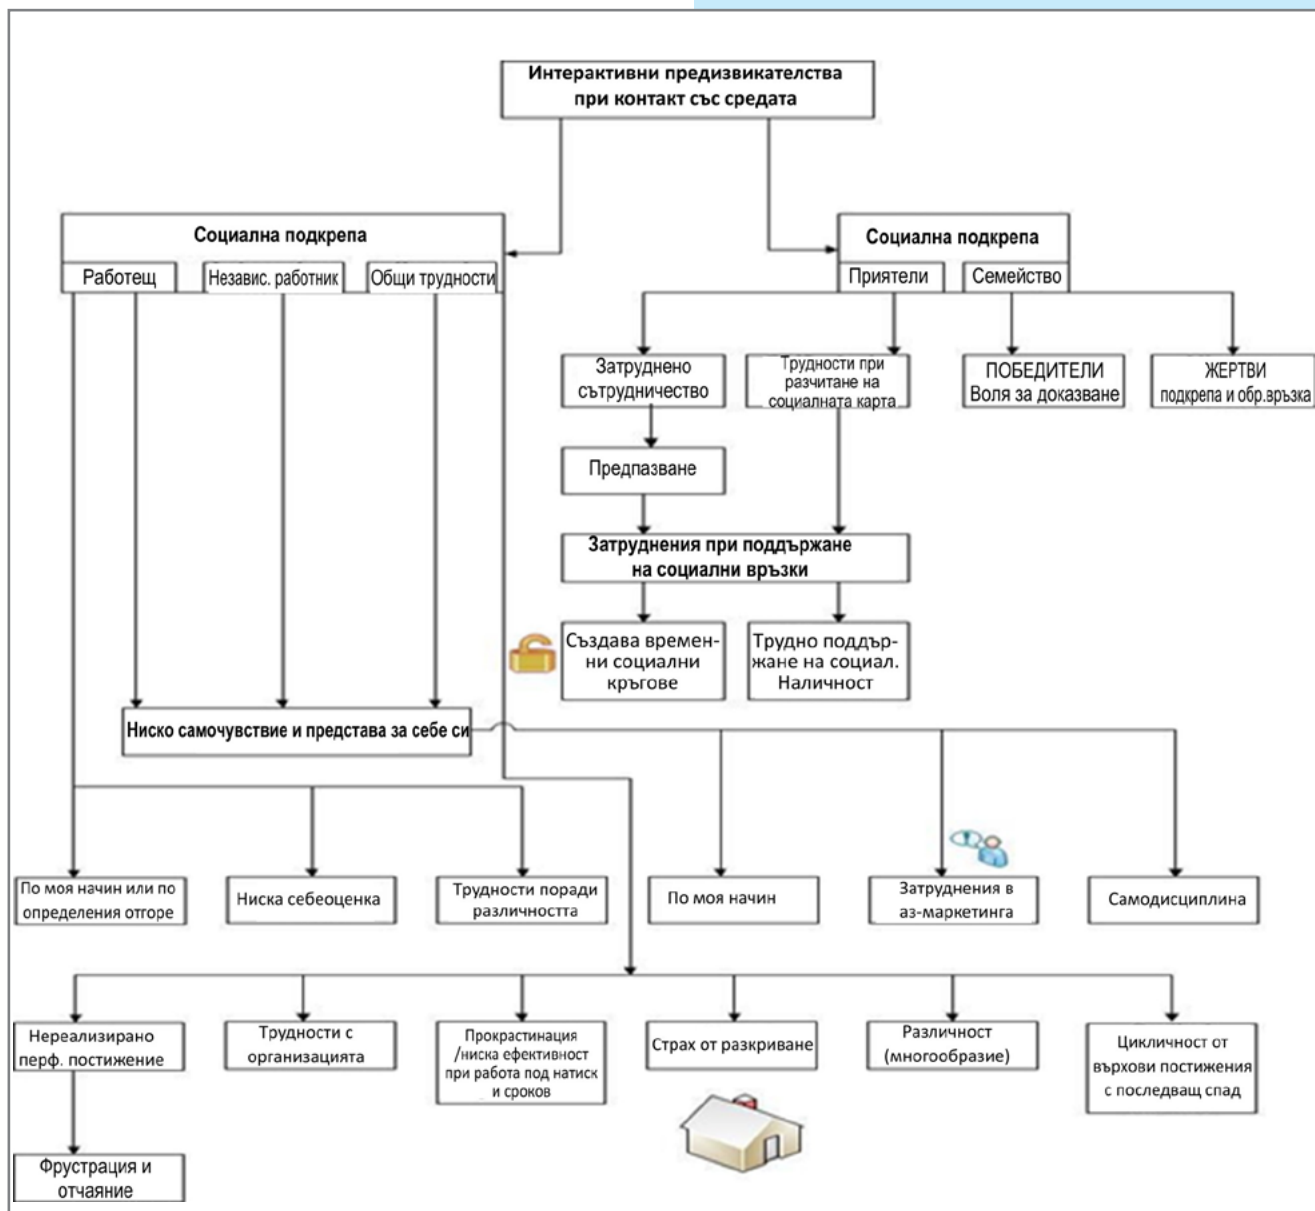 Интерактивни предизвикателства
при контакт със средата
Социална подкрепа
Работещ
Независ. работник
Общи трудности
Социална подкрепа
Приятели
Семейство
Затруднено
сътрудничество
Трудности при
разчитане на
социалната карта
ПОБЕДИТЕЛИ
Воля за доказване
ЖЕРТВИ
подкрепа и обр.връзка
Предпазване
Затруднения при поддържане
на социални връзки
Създава времен-
ни социални
кръгове
Трудно поддър-
жане на социал.
Наличност
Ниско самочувствие и представа за себе си
По моя начин или по
определения отгоре
Ниска себеоценка
Трудности поради
различността
По моя начин
Затруднения в
аз-маркетинга
Самодисциплина
Нереализирано
перф. постижение
Трудности с
организацията
Прокрастинация
/ниска ефективност
при работа под натиск
и сроков
Страх от разкриване
Различност
(многообразие)
Цикличност от
върхови постижения
с последващ спад
Фрустрация и
отчаяние